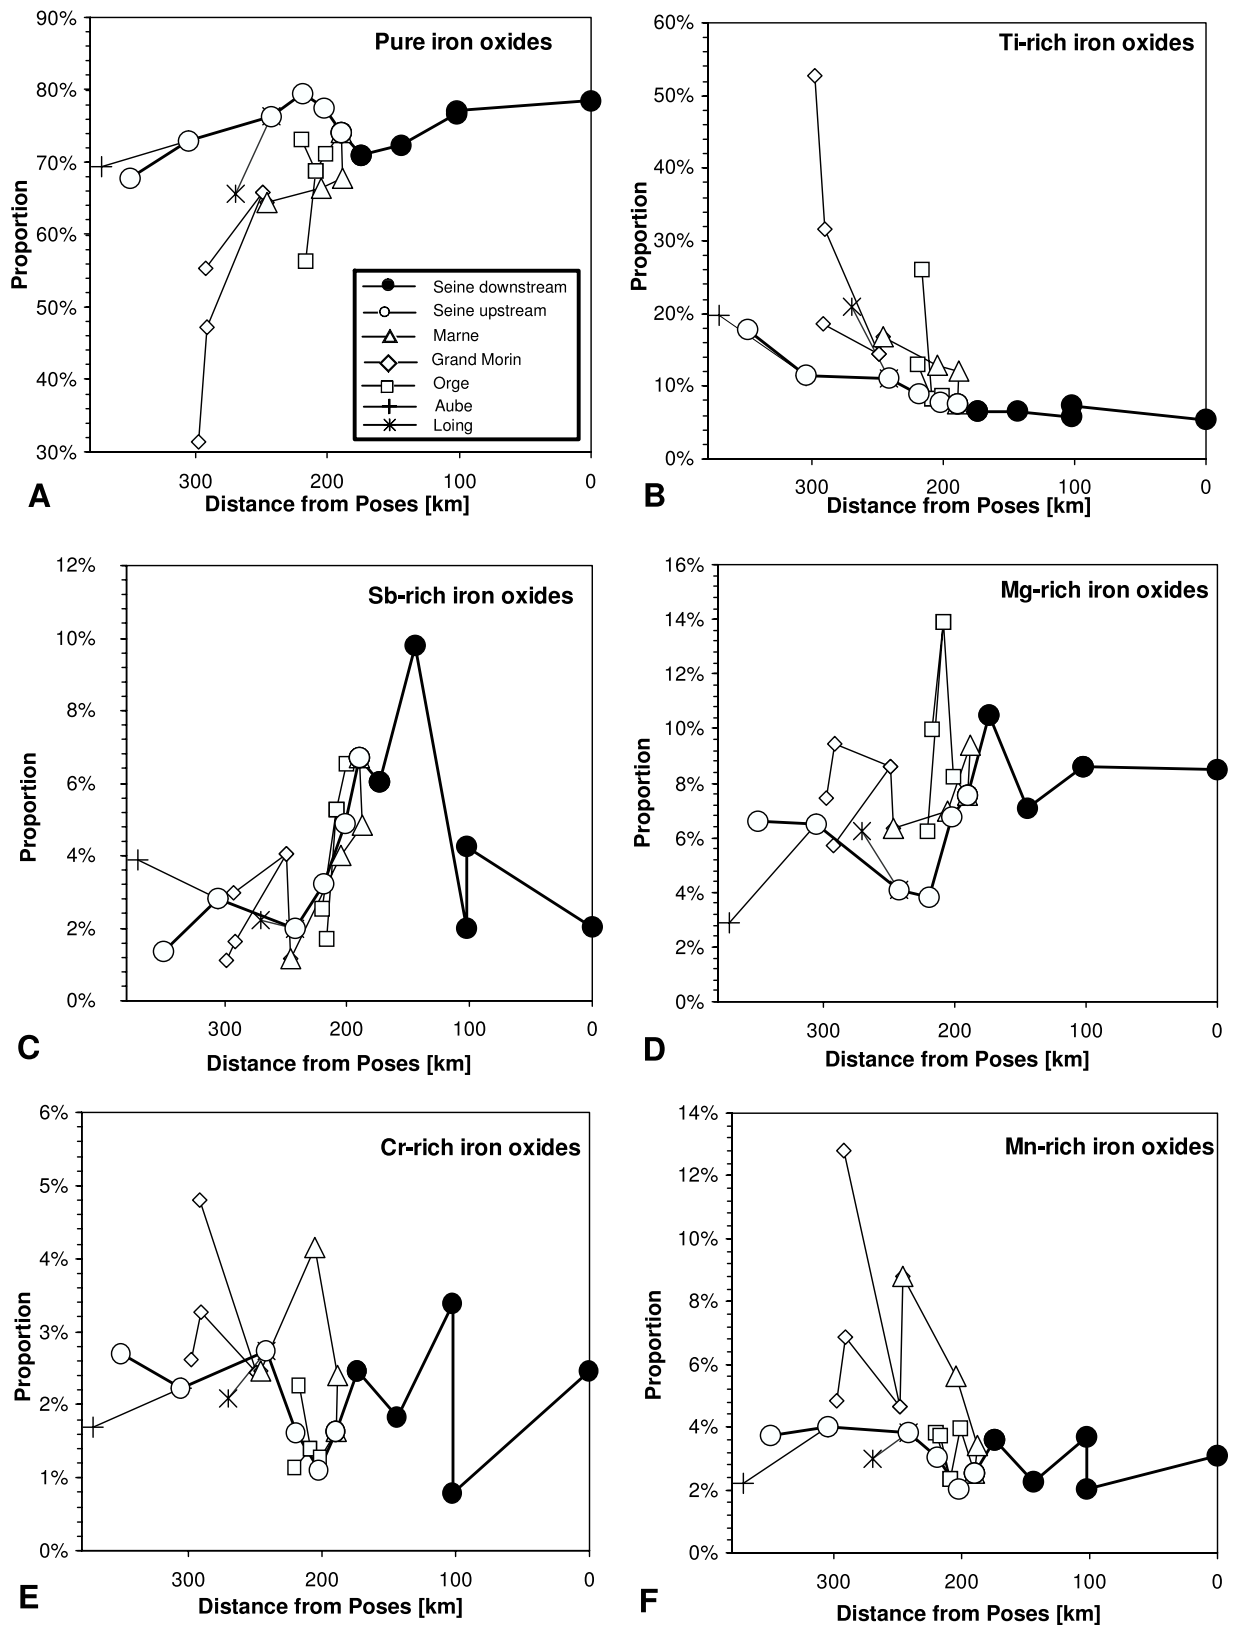 Pure iron oxides
90%
80%
70%
60%
50%
40%
30%
Proportion
300 200 100 0
Distance from Poses [km]
A
Seine downstream
Seine upstream
Marne
Grand Morin
Orge
Aube
Loing
Ti-rich iron oxides
60%
50%
40%
30%
20%
10%
0%
Proportion
300 200 100 0
Distance from Poses [km]
B
Sb-rich iron oxides
12%
10%
8%
6%
4%
2%
0%
Proportion
300 200 100 0
Distance from Poses [km]
C
Mg-rich iron oxides
16%
14%
12%
10%
8%
6%
4%
2%
0%
Proportion
300 200 100 0
Distance from Poses [km]
D
Cr-rich iron oxides
6%
5%
4%
3%
2%
1%
0%
Proportion
300 200 100 0
Distance from Poses [km]
E
Mn-rich iron oxides
14%
12%
10%
8%
6%
4%
2%
0%
Proportion
300 200 100 0
Distance from Poses [km]
F